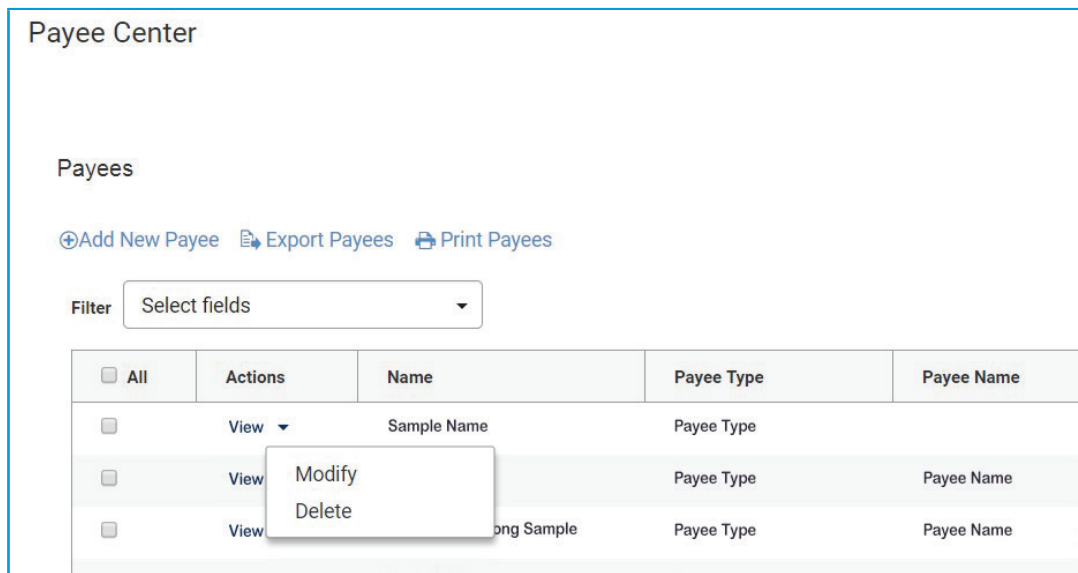 Payee Center
Payees
Add New Payee Export Payees Print Payees
Filter Select fields
All Actions Name Payee Type Payee Name
View Sample Name Payee Type
Modify
View Payee Type Payee Name
Delete
View Sample Payee Type Payee Name